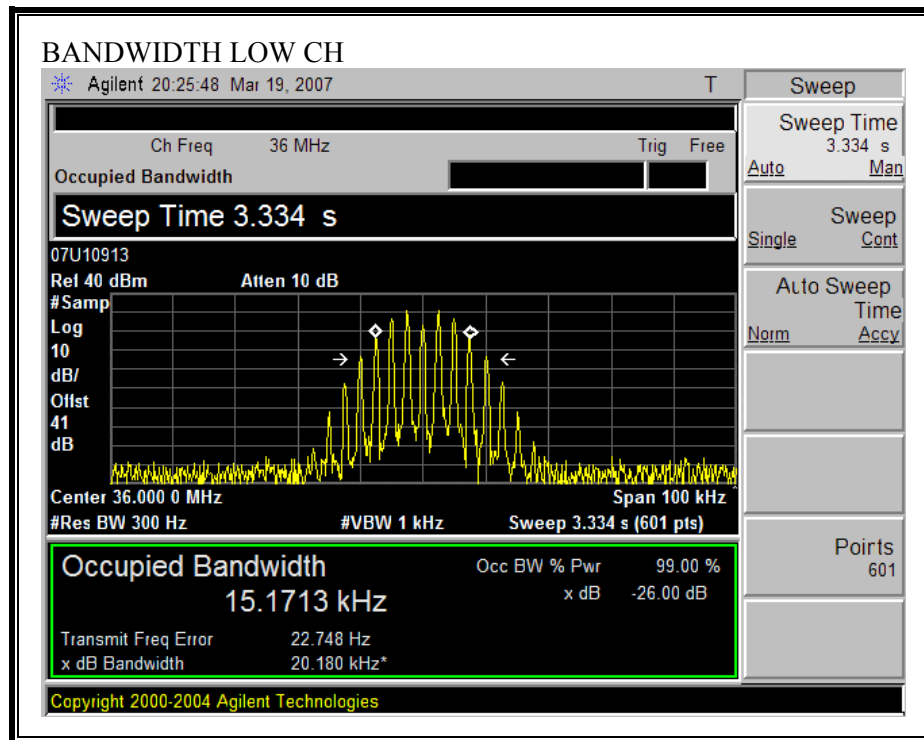 BANDWIDTH LOW CH
Agilent 20:25:48 Mar 19, 2007 T
Sweep
Ch Freq 36 MHz Trig Free
Occupied Bandwidth
Sweep Time 3.334 s
07U10913
Ref 40 dBm Atten 10 dB
#Samp
Log
10
dB/
Offst
41
dB
Center 36.000 0 MHz Span 100 kHz
#Res BW 300 Hz #VBW 1 kHz Sweep 3.334 s (601 pts)
Occupied Bandwidth
15.1713 kHz
Occ BW % Pwr 99.00 %
x dB -26.00 dB
Transmit Freq Error 22.748 Hz
x dB Bandwidth 20.180 kHz*
Copyright 2000-2004 Agilent Technologies
Sweep Time
3.334 s
Auto Man
Sweep
Single Cont
Auto Sweep
Time
Norm Accy
Points
601